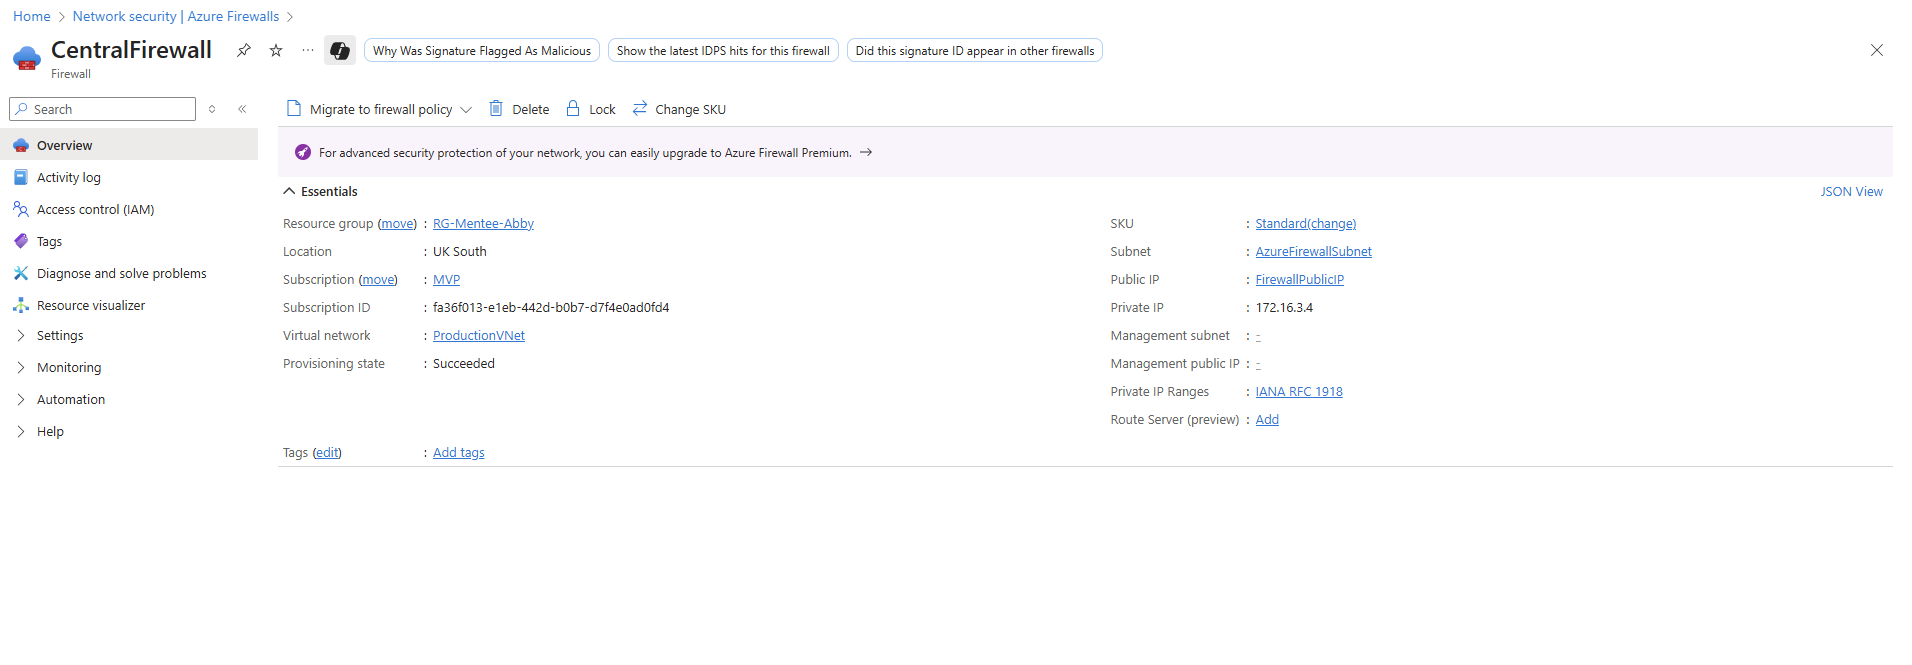 Home > Network security | Azure Firewalls >
CentralFirewall
Firewall
Why Was Signature Flagged As Malicious
Show the latest IDPS hits for this firewall
Did this signature ID appear in other firewalls
Search
Migrate to firewall policy
Delete
Lock
Change SKU
Overview
Activity log
Access control (IAM)
Tags
Diagnose and solve problems
Resource visualizer
Settings
Monitoring
Automation
Help
For advanced security protection of your network, you can easily upgrade to Azure Firewall Premium. →
Essentials
JSON View
Resource group (move) : RG-Mentee-Abby
Location : UK South
Subscription (move) : MVP
Subscription ID : fa36f013-e1eb-442d-b0b7-d7f4e0ad0fd4
Virtual network : ProductionVNet
Provisioning state : Succeeded
SKU : Standard(change)
Subnet : AzureFirewallSubnet
Public IP : FirewallPublicIP
Private IP : 172.16.3.4
Management subnet : -
Management public IP : -
Private IP Ranges : IANA RFC 1918
Route Server (preview) : Add
Tags (edit) : Add tags